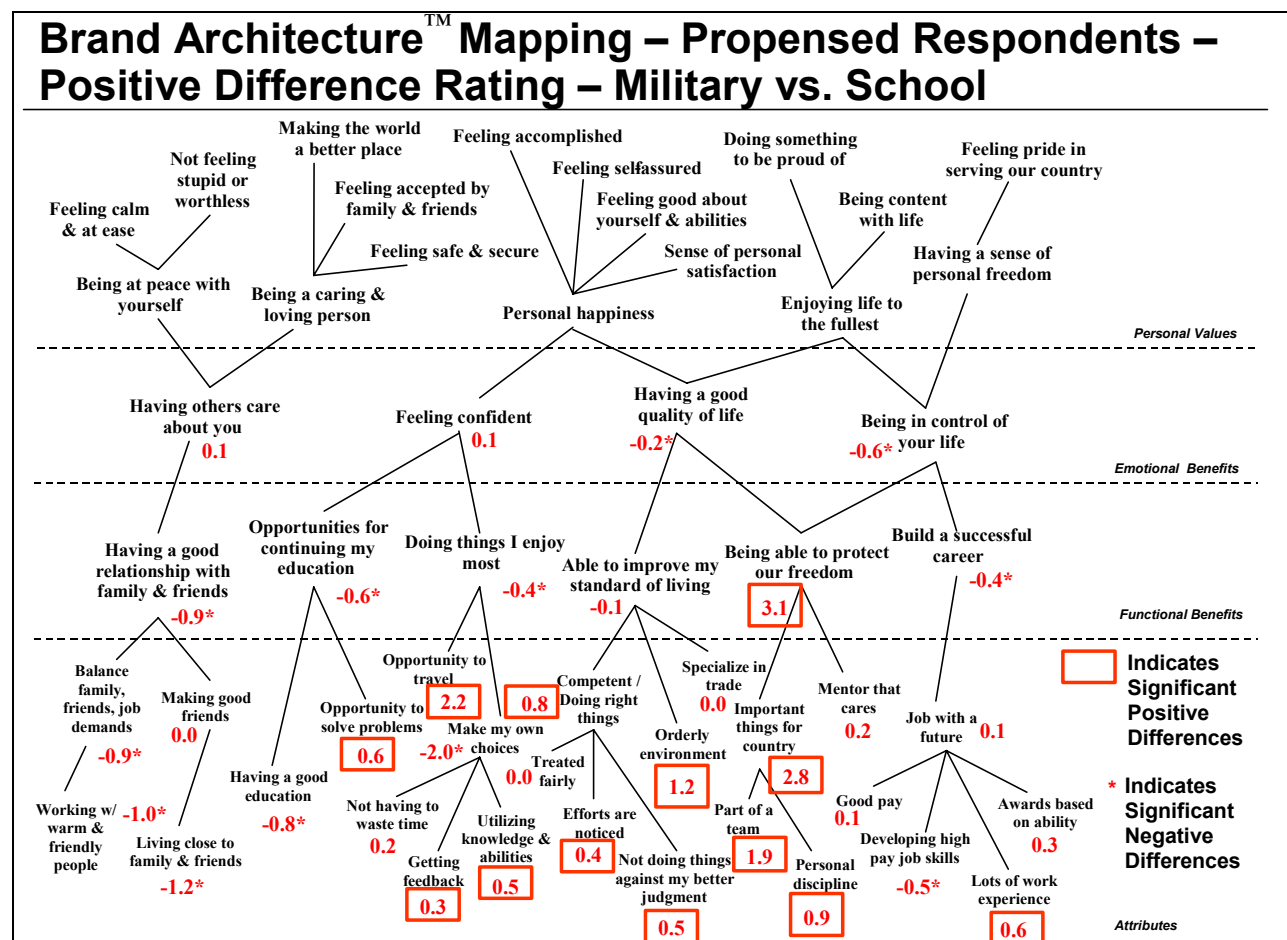 Brand Architecture™ Mapping – Propensed Respondents –
Positive Difference Rating – Military vs. School
Feeling calm
& at ease
Not feeling
stupid or
worthless
Making the world
a better place
Feeling accepted by
family & friends
Feeling safe & secure
Feeling accomplished
Feeling self-assured
Feeling good about
yourself & abilities
Sense of personal
satisfaction
Doing something
to be proud of
Being content
with life
Feeling pride in
serving our country
Having a sense of
personal freedom
Being at peace with
yourself
Being a caring &
loving person
Personal happiness
Enjoying life to
the fullest
Personal Values
Having others care
about you
0.1
Feeling confident
0.1
Having a good
quality of life
-0.2*
Being in control of
your life
-0.6*
Emotional Benefits
Having a good
relationship with
family & friends
-0.9*
Opportunities for
continuing my
education
-0.6*
Doing things I enjoy
most
-0.4*
Able to improve my
standard of living
-0.1
Being able to protect
our freedom
3.1
Build a successful
career
-0.4*
Functional Benefits
Balance
family,
friends, job
demands
-0.9*
Making good
friends
0.0
Working w/
warm &
friendly
people
-1.0*
Living close to
family & friends
-1.2*
Having a good
education
-0.8*
Opportunity to
solve problems
0.6
Opportunity to
travel
2.2
Make my own
choices
-2.0*
Not having to
waste time
0.2
Getting
feedback
0.3
Utilizing
knowledge &
abilities
0.5
0.8
Competent /
Doing right
things
Treated
fairly
0.0
Efforts are
noticed
0.4
Not doing things
against my better
judgment
0.5
Orderly
environment
1.2
Specialize in
trade
0.0
Important
things for
country
2.8
Part of a
team
1.9
Personal
discipline
0.9
Mentor that
cares
0.2
Job with a
future
0.1
Good pay
0.1
Developing high
pay job skills
-0.5*
Lots of work
experience
0.6
Awards based
on ability
0.3
Attributes
Indicates
Significant
Positive
Differences
* Indicates
Significant
Negative
Differences